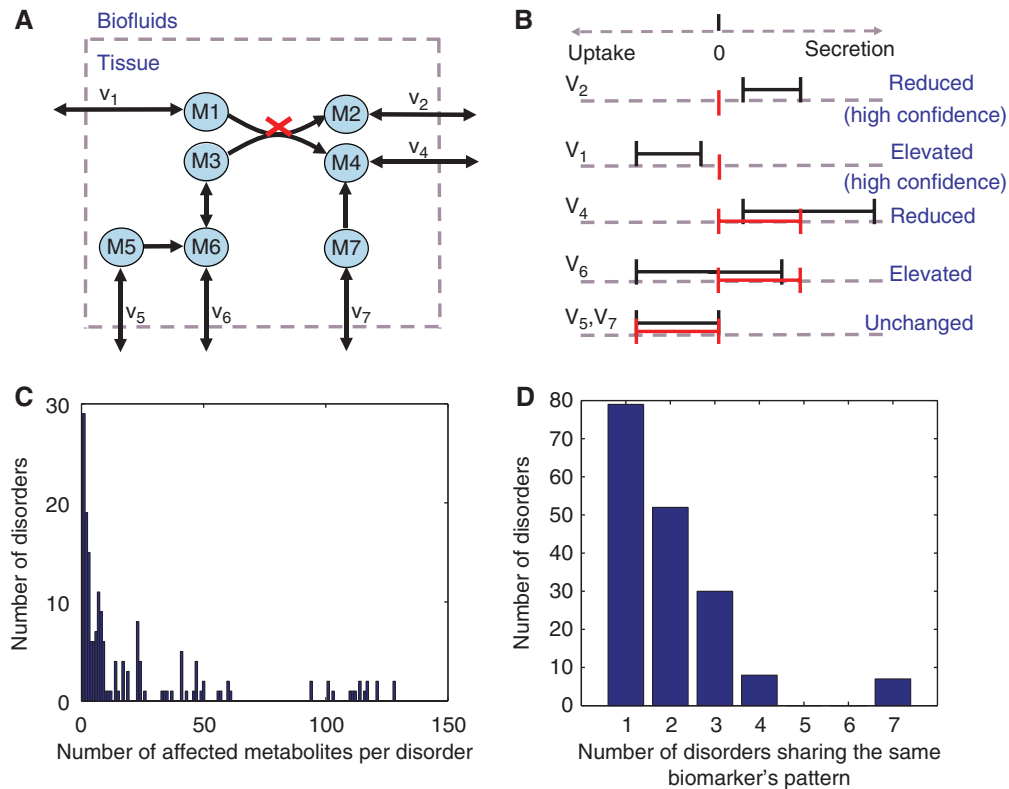 A
Biofluids
Tissue
v1
M1
M2
v2
M3
M4
v4
M5
M6
M7
v5
v6
v7
B
Uptake
0
Secretion
V2
Reduced
(high confidence)
V1
Elevated
(high confidence)
V4
Reduced
V6
Elevated
V5,V7
Unchanged
C
Number of disorders
30
20
10
0
0
50
100
150
Number of affected metabolites per disorder
D
Number of disorders
80
70
60
50
40
30
20
10
0
1
2
3
4
5
6
7
Number of disorders sharing the same
biomarker's pattern